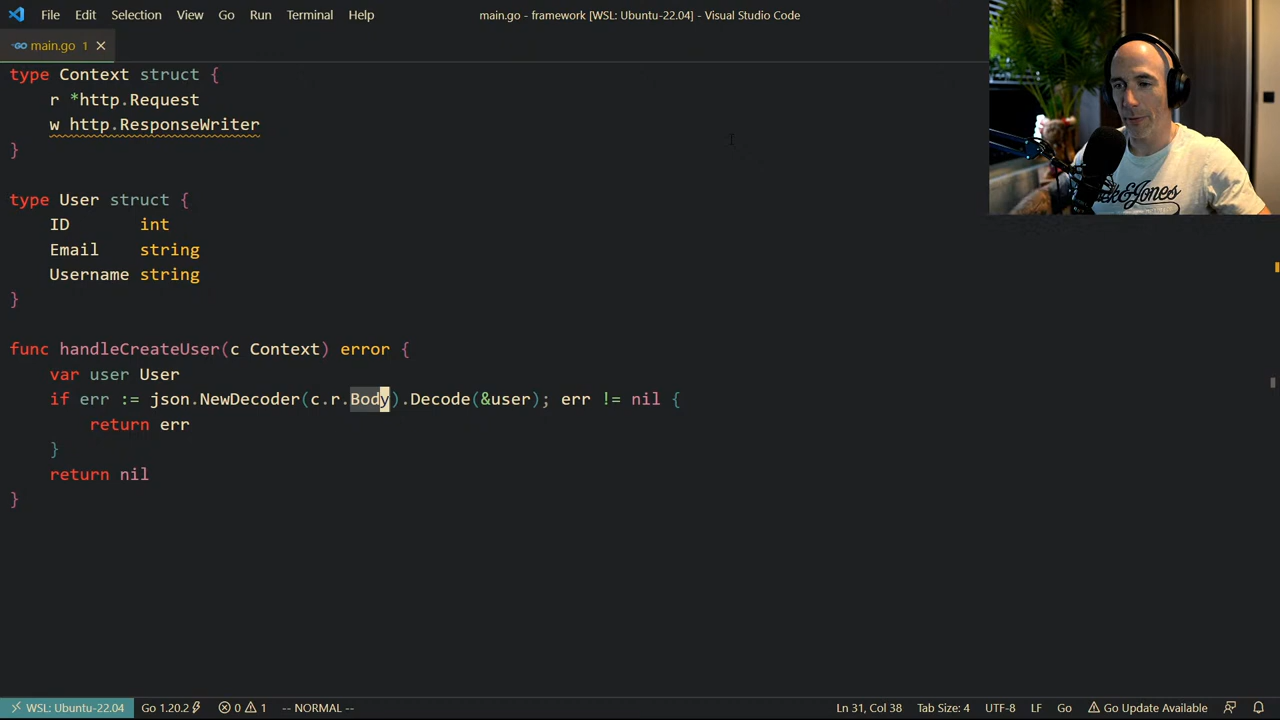 File Edit Selection View Go Run Terminal Help
main.go - framework [WSL: Ubuntu-22.04] - Visual Studio Code
main.go 1
type Context struct {
    r *http.Request
    w http.ResponseWriter
}
type User struct {
    ID       int
    Email    string
    Username string
}
func handleCreateUser(c Context) error {
    var user User
    if err := json.NewDecoder(c.r.Body).Decode(&user); err != nil {
        return err
    }
    return nil
}
&Jones
WSL: Ubuntu-22.04 Go 1.20.2 0 1 -- NORMAL -- Ln 31, Col 38 Tab Size: 4 UTF-8 LF Go Go Update Available